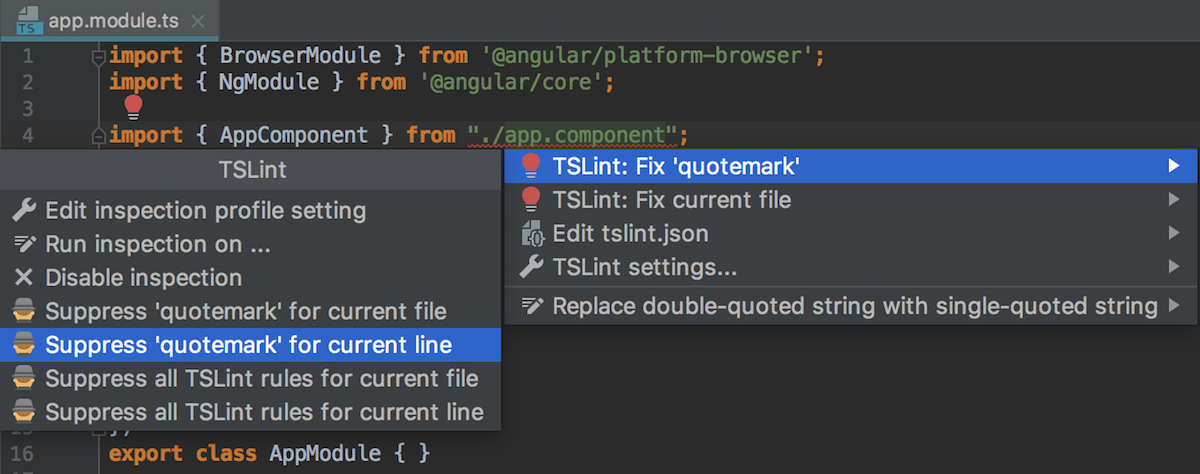 TS app.module.ts
1 import { BrowserModule } from '@angular/platform-browser';
2 import { NgModule } from '@angular/core';
3
4 import { AppComponent } from "./app.component";
TSLint
Edit inspection profile setting
Run inspection on ...
Disable inspection
Suppress 'quotemark' for current file
Suppress 'quotemark' for current line
Suppress all TSLint rules for current file
Suppress all TSLint rules for current line
TSLint: Fix 'quotemark'
TSLint: Fix current file
Edit tslint.json
TSLint settings...
Replace double-quoted string with single-quoted string
16 export class AppModule { }